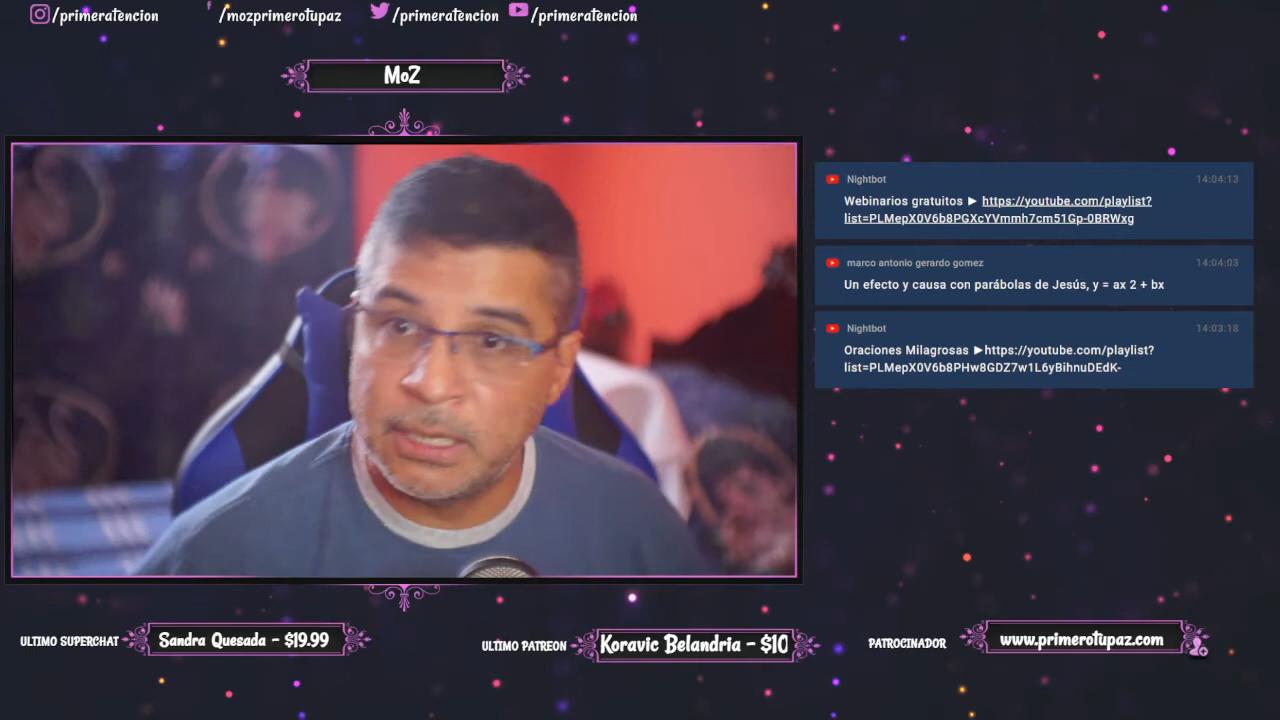 /primeratencion
/mozprimerotupaz
/primeratencion
/primeratencion
MoZ
Nightbot
14:04:13
Webinarios gratuitos ► https://youtube.com/playlist?
list=PLMepX0V6b8PGXcYVmmh7cm51Gp-0BRWxg
marco antonio gerardo gomez
14:04:03
Un efecto y causa con parábolas de Jesús, y = ax 2 + bx
Nightbot
14:03:18
Oraciones Milagrosas ►https://youtube.com/playlist?
list=PLMepX0V6b8PHw8GDZ7w1L6yBihnuDEdK-
ULTIMO SUPERCHAT
Sandra Quesada - $19.99
ULTIMO PATREON
Koravic Belandria - $10
PATROCINADOR
www.primerotupaz.com